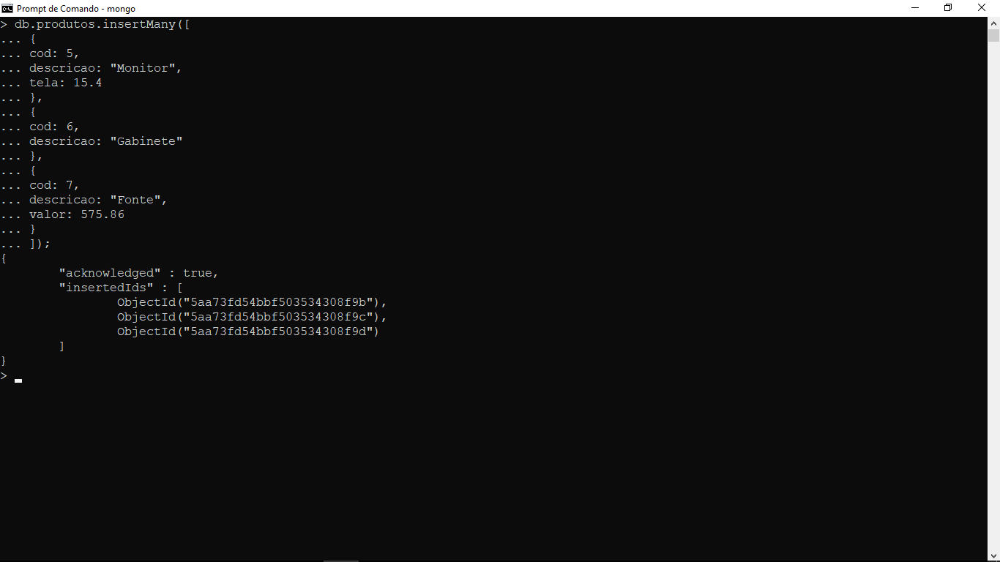 Prompt de Comando - mongo
> db.produtos.insertMany([
... {
... cod: 5,
... descricao: "Monitor",
... tela: 15.4
... },
... {
... cod: 6,
... descricao: "Gabinete"
... },
... {
... cod: 7,
... descricao: "Fonte",
... valor: 575.86
... }
... ]);
{
        "acknowledged" : true,
        "insertedIds" : [
                ObjectId("5aa73fd54bbf503534308f9b"),
                ObjectId("5aa73fd54bbf503534308f9c"),
                ObjectId("5aa73fd54bbf503534308f9d")
        ]
}
>